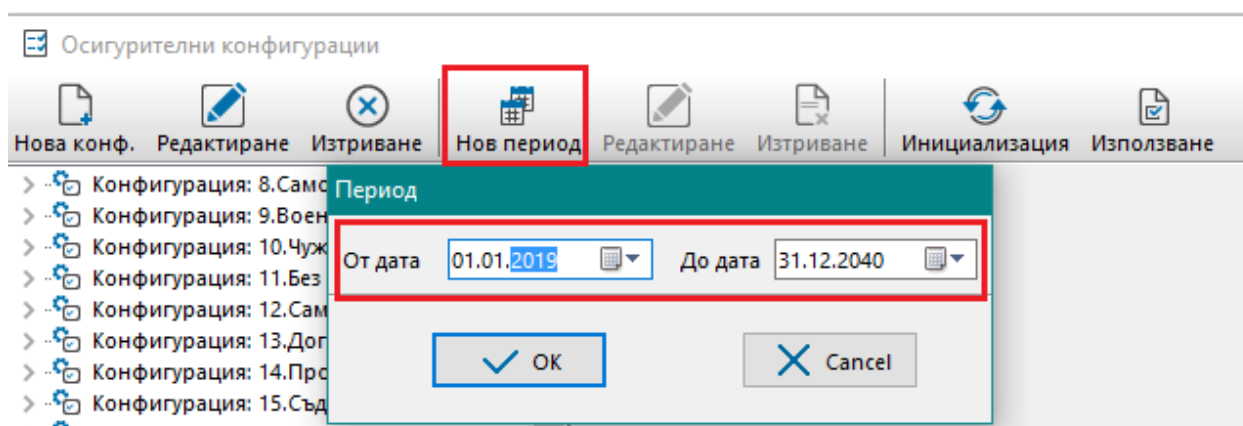 Осигурителни конфигурации
Нова конф. Редактиране Изтриване Нов период Редактиране Изтриване Инициализация Използване
Конфигурация: 8.Само
Период
Конфигурация: 9.Воен
Конфигурация: 10.Чуж
От дата 01.01.2019 До дата 31.12.2040
Конфигурация: 11.Без
Конфигурация: 12.Сам
Конфигурация: 13.Дог
Конфигурация: 14.Про
OK Cancel
Конфигурация: 15.Съд